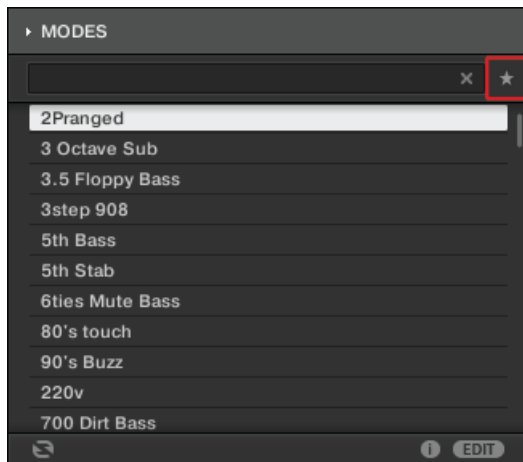 MODES
2Pranged
3 Octave Sub
3.5 Floppy Bass
3step 908
5th Bass
5th Stab
6ties Mute Bass
80's touch
90's Buzz
220v
700 Dirt Bass
i EDIT